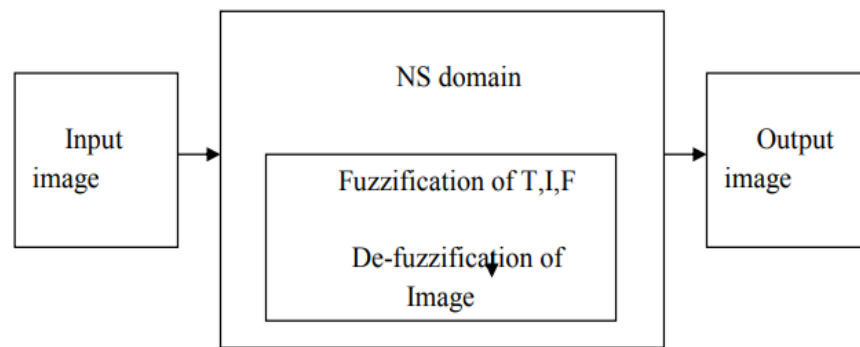 Input
image
NS domain
Fuzzification of T,I,F
De-fuzzification of
Image
Output
image